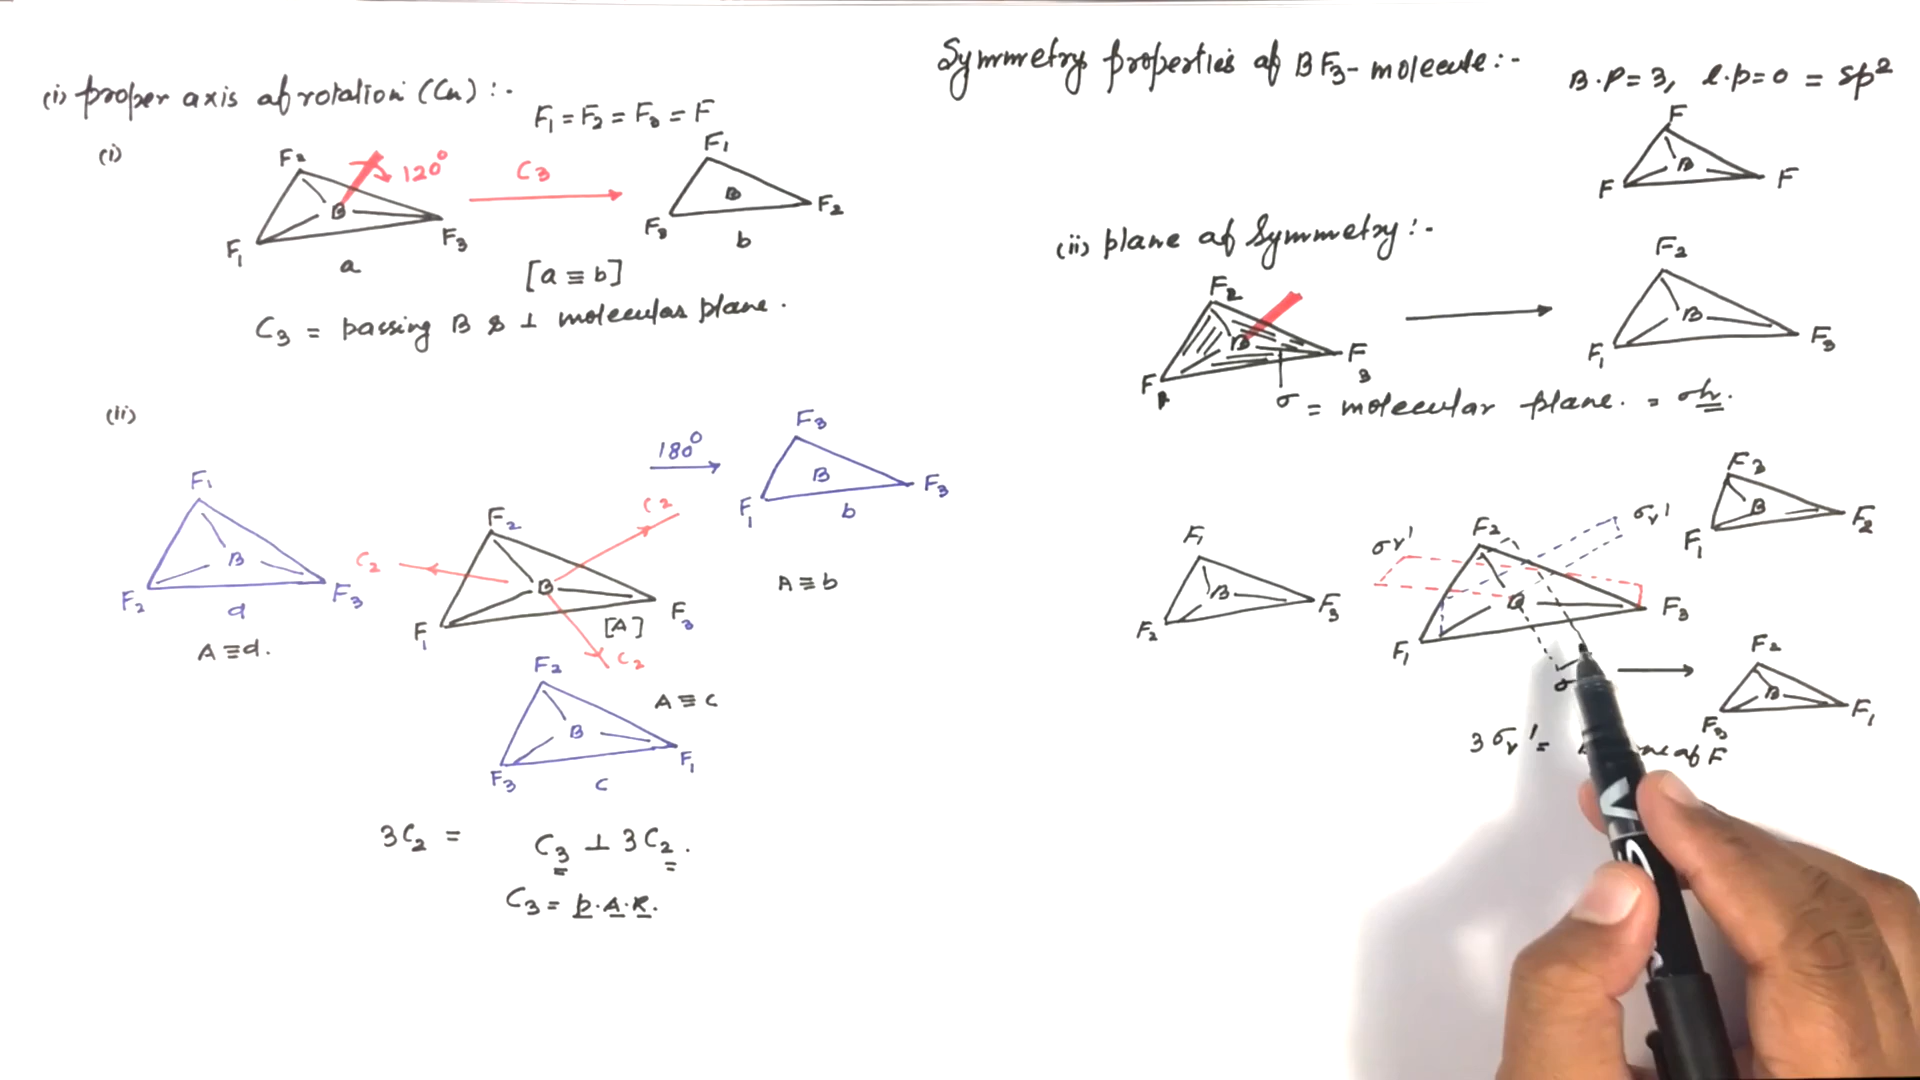 Symmetry properties of BF3-molecule:-
B.P=3, l.p=0 = sp²
F
B
F F
(i) proper axis of rotation (Cn):-
F1 = F2 = F3 = F
(i)
F2
120°
B
F1 F3
a
C3
F1
B
F3 F2
b
[a ≡ b]
C3 = passing B & ⊥ molecular plane.
(ii)
F1
B
F2 F3
d
A ≡ d.
C2
F2
B
F1 F3
[A]
C2
C2
180°
F3
B
F1 F3
b
A ≡ b
F2
B
F3 F1
c
A ≡ c
3C2 = C3 ⊥ 3C2.
C3 = p.A.R.
(ii) plane of Symmetry:-
F2
B
F1 F3
F2
B
F1 F3
σ = molecular plane. = σh.
F1
B
F2 F3
σv'
F2
σv'
B
F1 F3
σ
F3
B
F1 F2
F2
B
F3 F1
3σv' = of F